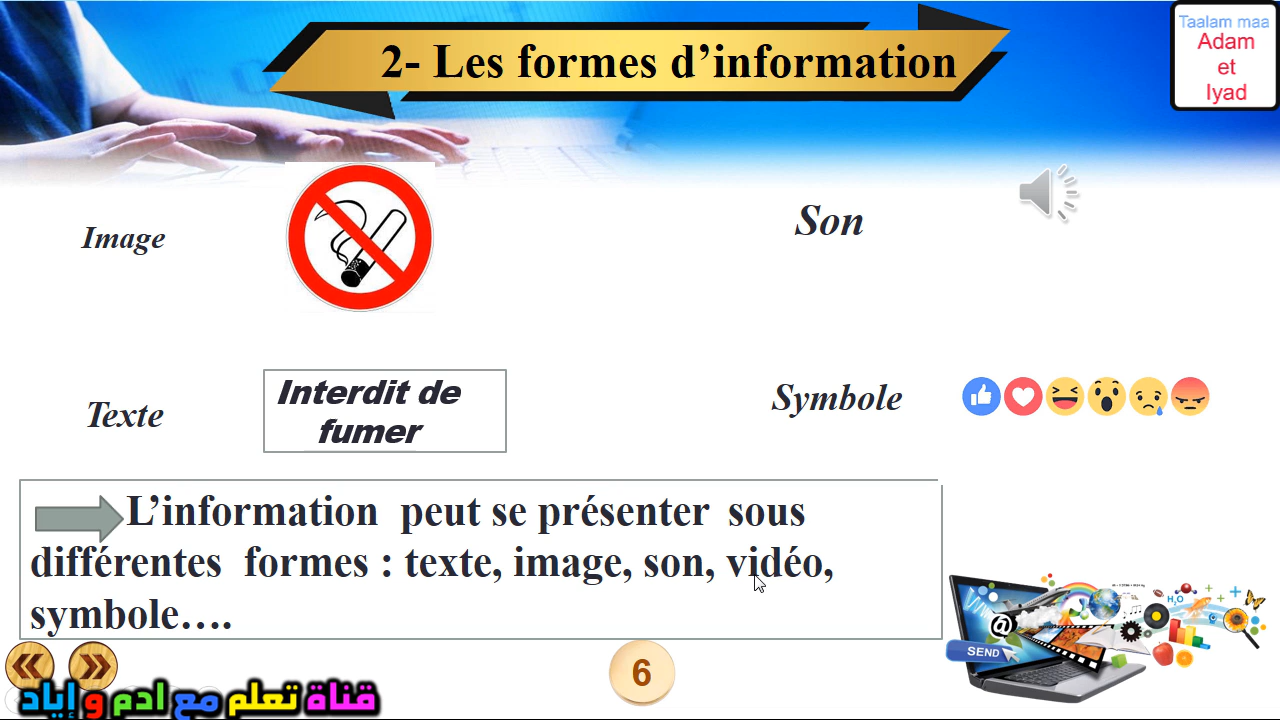 2- Les formes d’information
Taalam maa
Adam
et
Iyad
Image
Son
Texte
Interdit de
fumer
Symbole
L’information peut se présenter sous
différentes formes : texte, image, son, vidéo,
symbole….
@
SEND
H₂O
6
قناة تعلم مع ادم و إياد